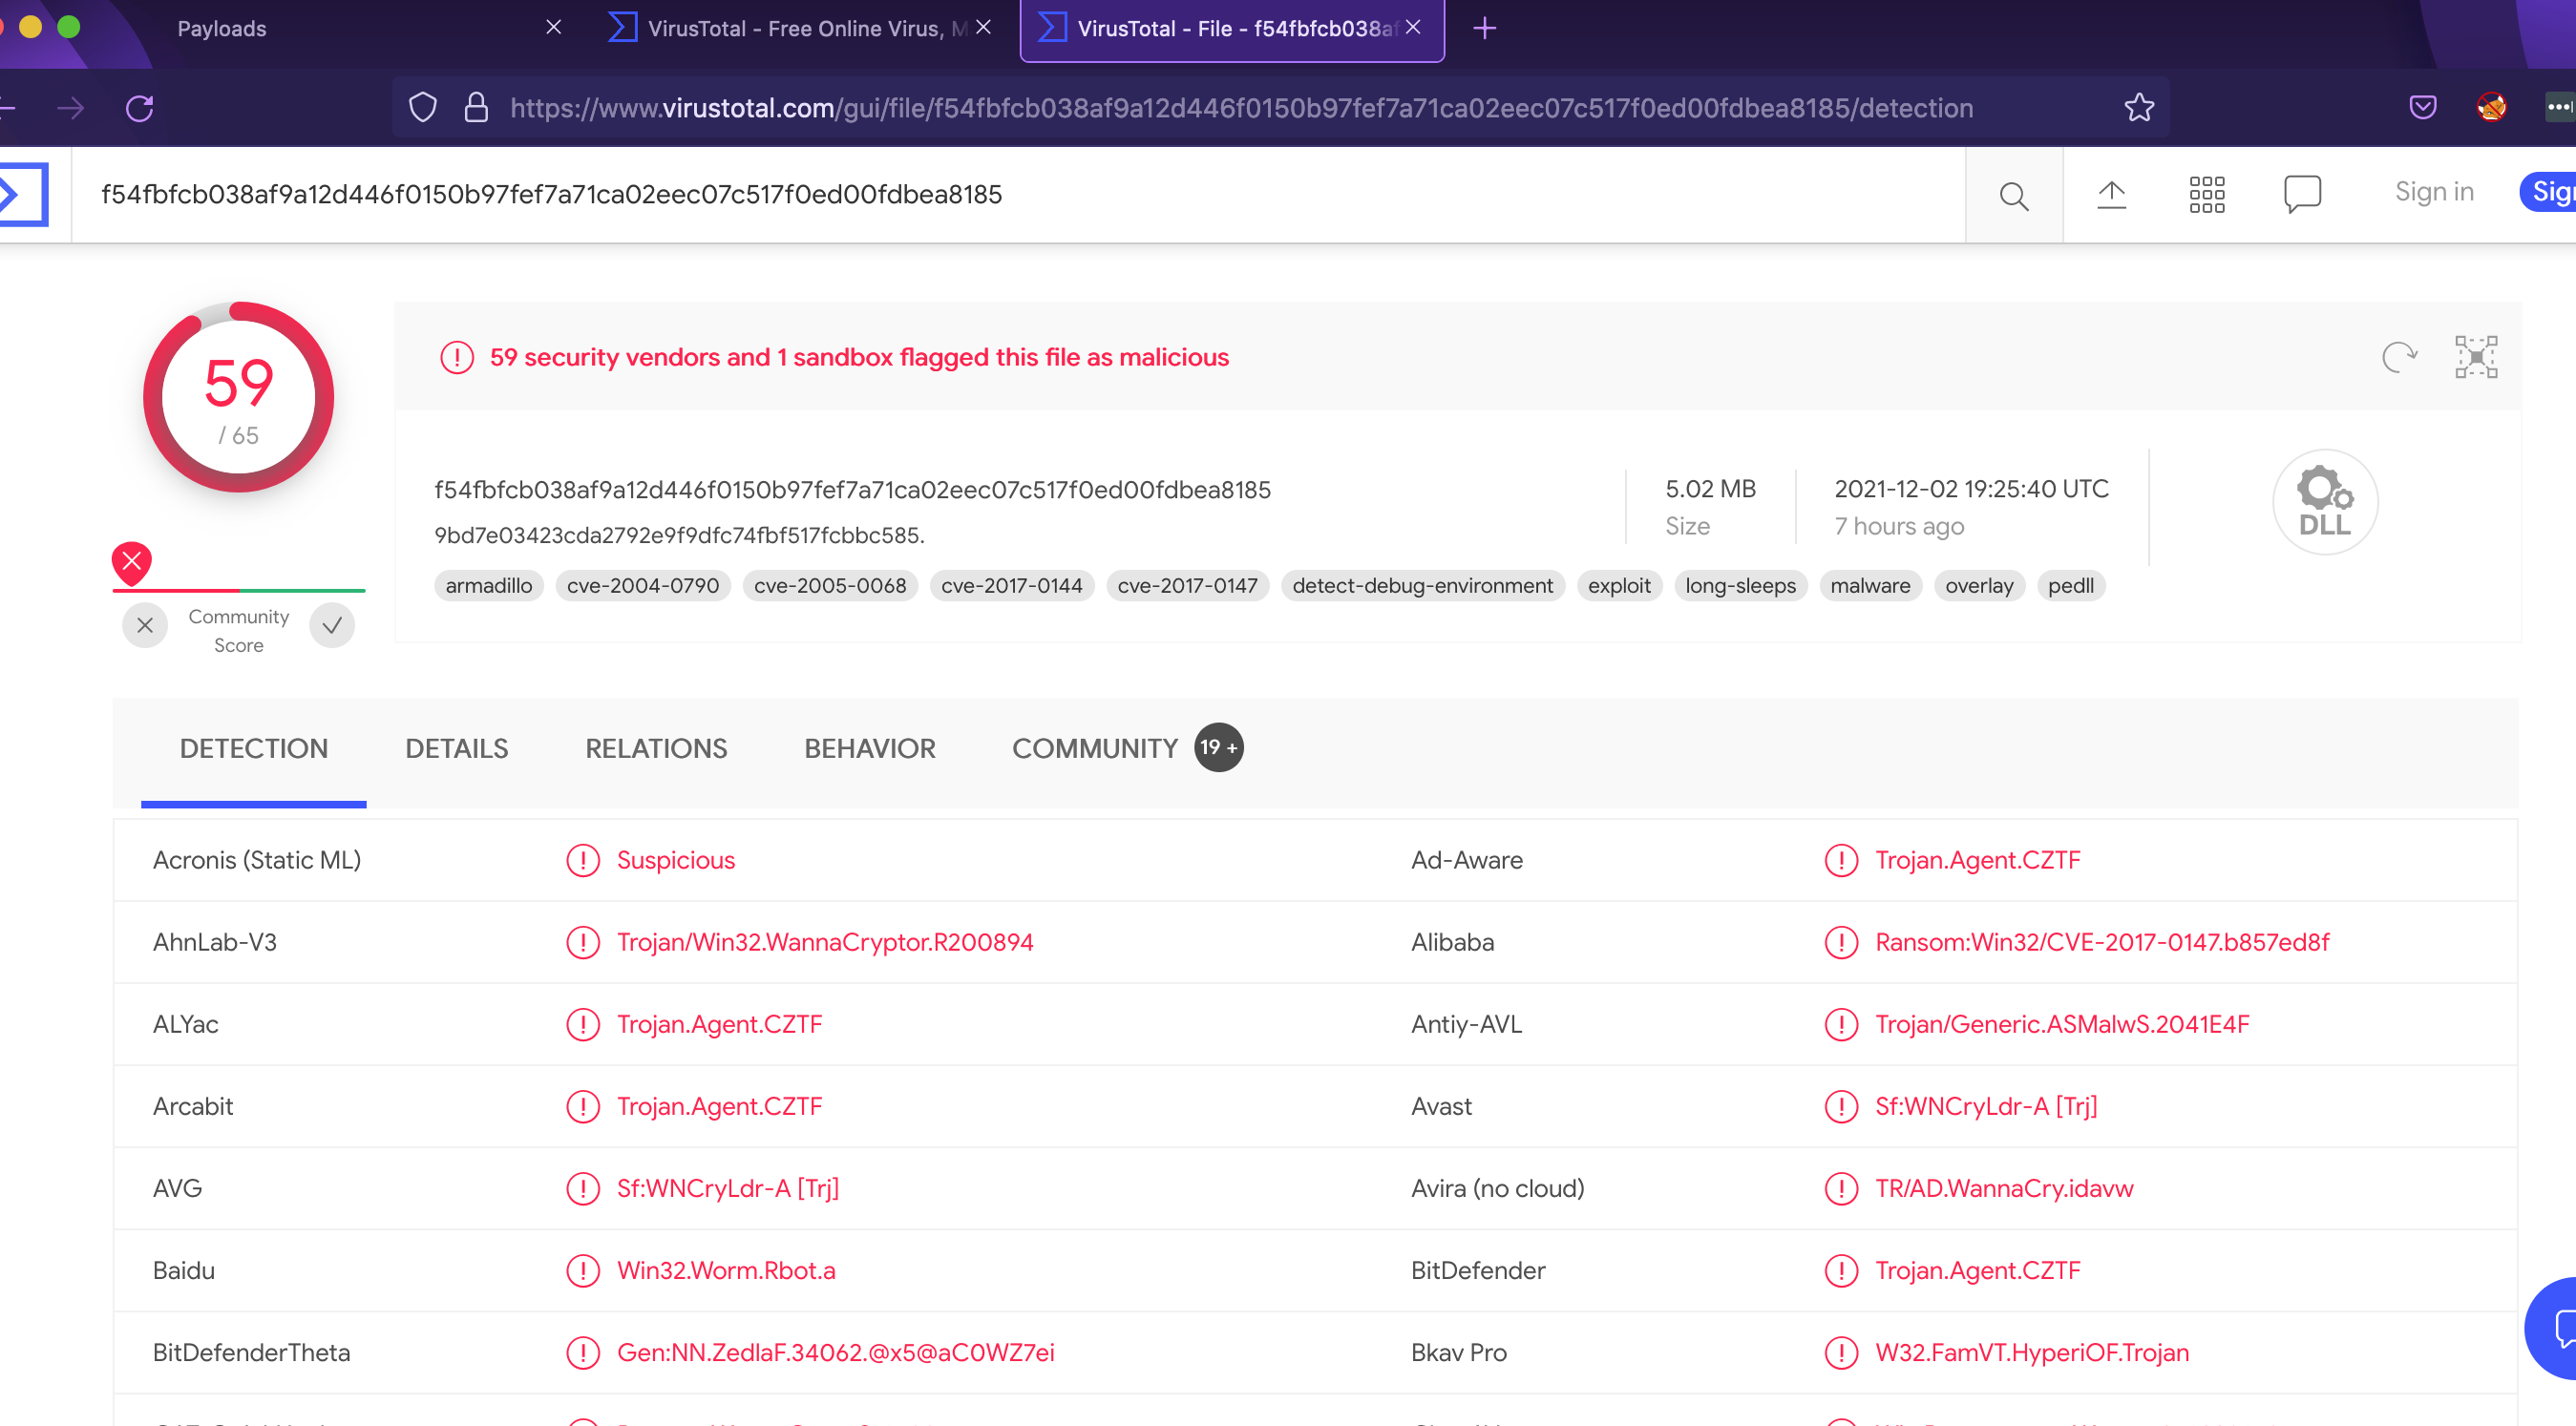 Payloads
VirusTotal - Free Online Virus, M
VirusTotal - File - f54fbfcb038af
https://www.virustotal.com/gui/file/f54fbfcb038af9a12d446f0150b97fef7a71ca02eec07c517f0ed00fdbea8185/detection
f54fbfcb038af9a12d446f0150b97fef7a71ca02eec07c517f0ed00fdbea8185
Sign in
Sign
59
/ 65
59 security vendors and 1 sandbox flagged this file as malicious
f54fbfcb038af9a12d446f0150b97fef7a71ca02eec07c517f0ed00fdbea8185
9bd7e03423cda2792e9f9dfc74fbf517fcbbc585.
5.02 MB
Size
2021-12-02 19:25:40 UTC
7 hours ago
DLL
armadillo cve-2004-0790 cve-2005-0068 cve-2017-0144 cve-2017-0147 detect-debug-environment exploit long-sleeps malware overlay pedll
Community
Score
DETECTION DETAILS RELATIONS BEHAVIOR COMMUNITY 19 +
Acronis (Static ML) Suspicious Ad-Aware Trojan.Agent.CZTF
AhnLab-V3 Trojan/Win32.WannaCryptor.R200894 Alibaba Ransom:Win32/CVE-2017-0147.b857ed8f
ALYac Trojan.Agent.CZTF Antiy-AVL Trojan/Generic.ASMalwS.2041E4F
Arcabit Trojan.Agent.CZTF Avast Sf:WNCryLdr-A [Trj]
AVG Sf:WNCryLdr-A [Trj] Avira (no cloud) TR/AD.WannaCry.idavw
Baidu Win32.Worm.Rbot.a BitDefender Trojan.Agent.CZTF
BitDefenderTheta Gen:NN.ZedlaF.34062.@x5@aC0WZ7ei Bkav Pro W32.FamVT.HyperiOF.Trojan